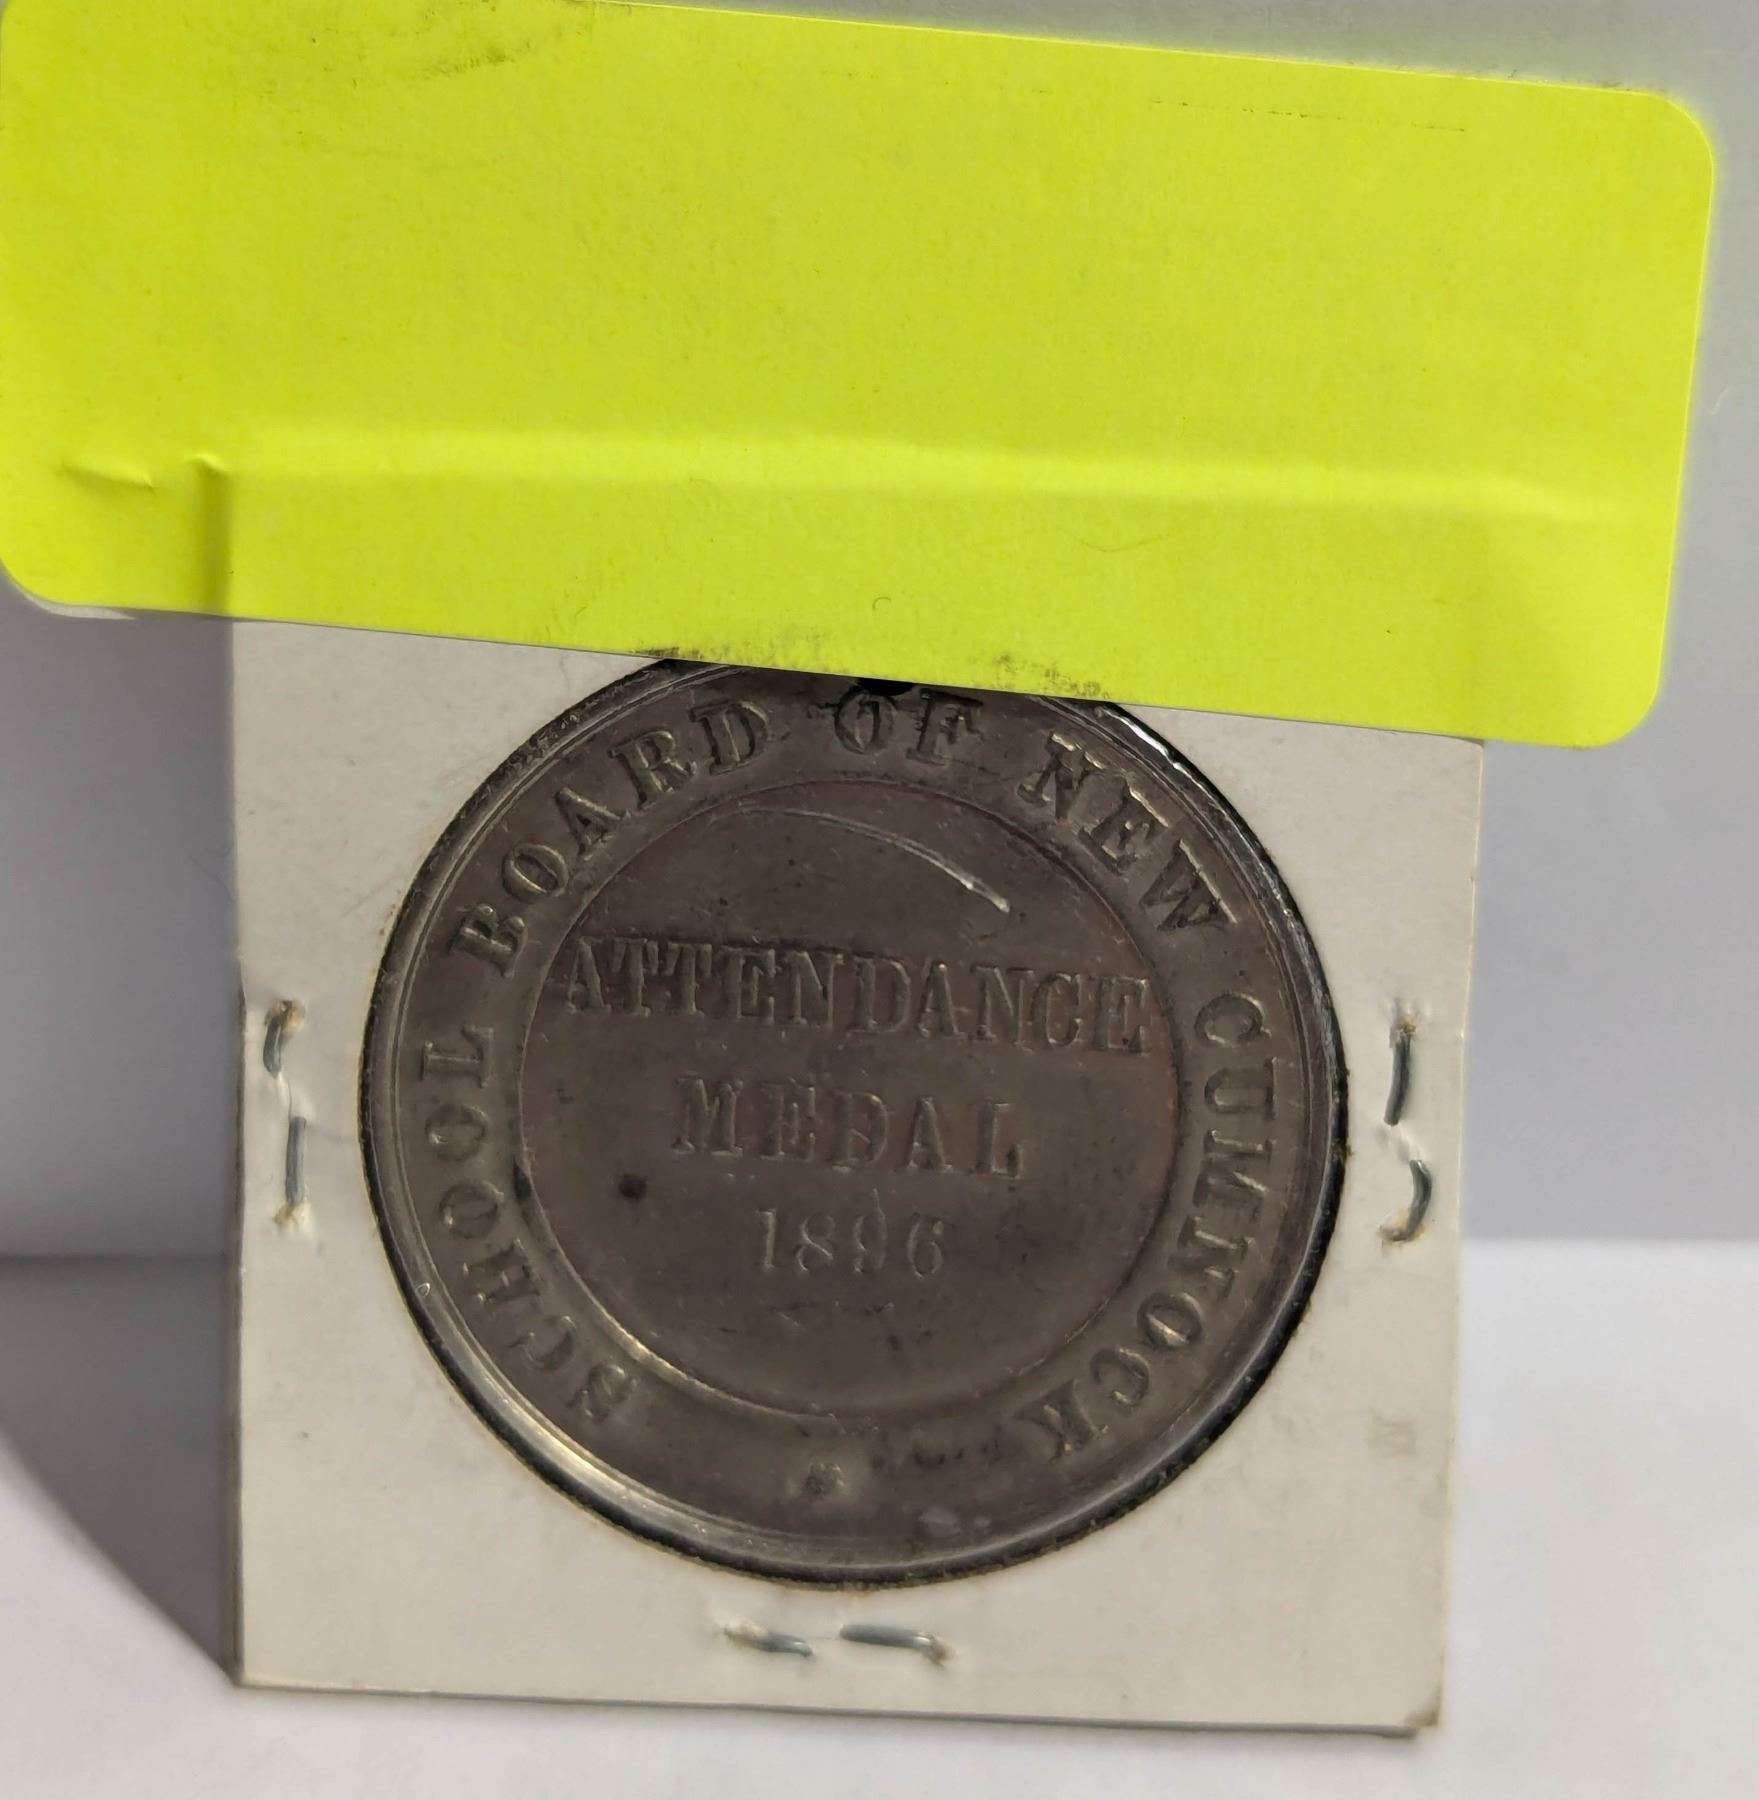 SCHOOL BOARD OF NEW CUMNOCK
ATTENDANCE
MEDAL
1896